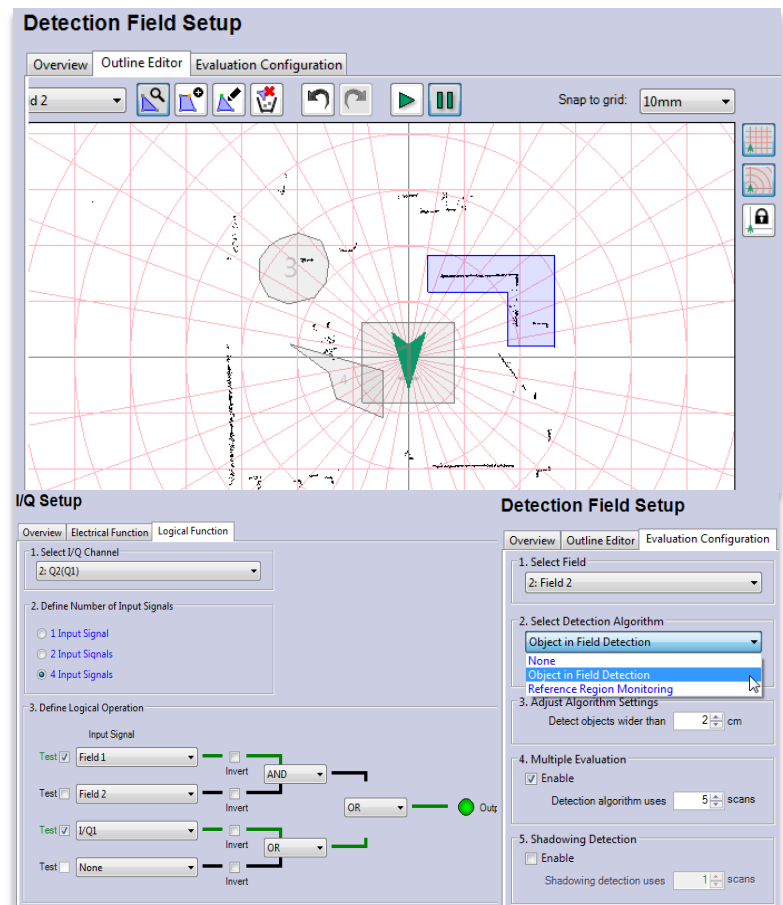 Detection Field Setup
Overview Outline Editor Evaluation Configuration
d 2 Snap to grid: 10mm
3
4
I/Q Setup
Overview Electrical Function Logical Function
1. Select I/Q Channel
2: Q2(Q1)
2. Define Number of Input Signals
1 Input Signal
2 Input Signals
4 Input Signals
3. Define Logical Operation
Input Signal
Test Field 1 Invert AND
Test Field 2 Invert OR Outp
Test I/Q1 Invert OR
Test None Invert
Detection Field Setup
Overview Outline Editor Evaluation Configuration
1. Select Field
2: Field 2
2. Select Detection Algorithm
Object in Field Detection
None
Object in Field Detection
Reference Region Monitoring
3. Adjust Algorithm Settings
Detect objects wider than 2 cm
4. Multiple Evaluation
Enable
Detection algorithm uses 5 scans
5. Shadowing Detection
Enable
Shadowing detection uses 1 scans